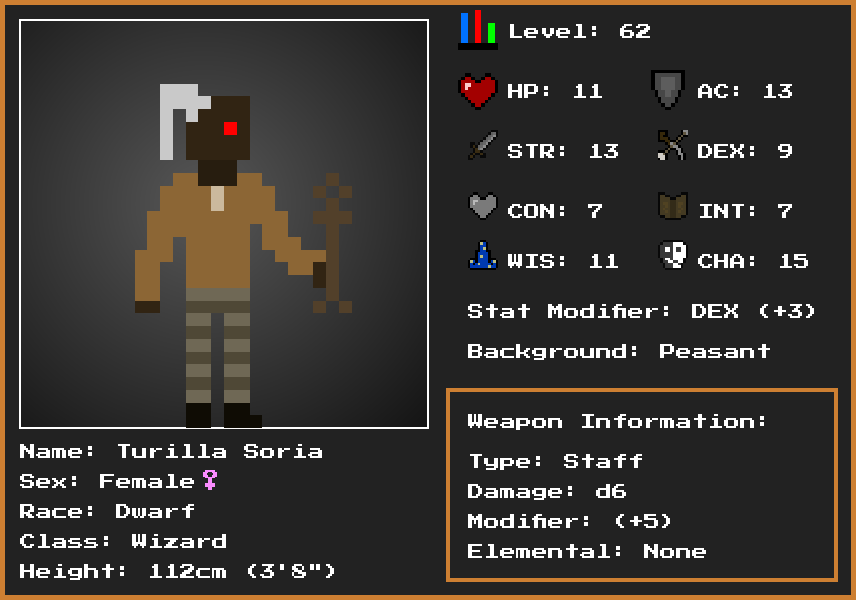 Level: 62
HP: 11 AC: 13
STR: 13 DEX: 9
CON: 7 INT: 7
WIS: 11 CHA: 15
Stat Modifier: DEX (+3)
Background: Peasant
Weapon Information:
Type: Staff
Damage: d6
Modifier: (+5)
Elemental: None
Name: Turilla Soria
Sex: Female♀
Race: Dwarf
Class: Wizard
Height: 112cm (3'8")